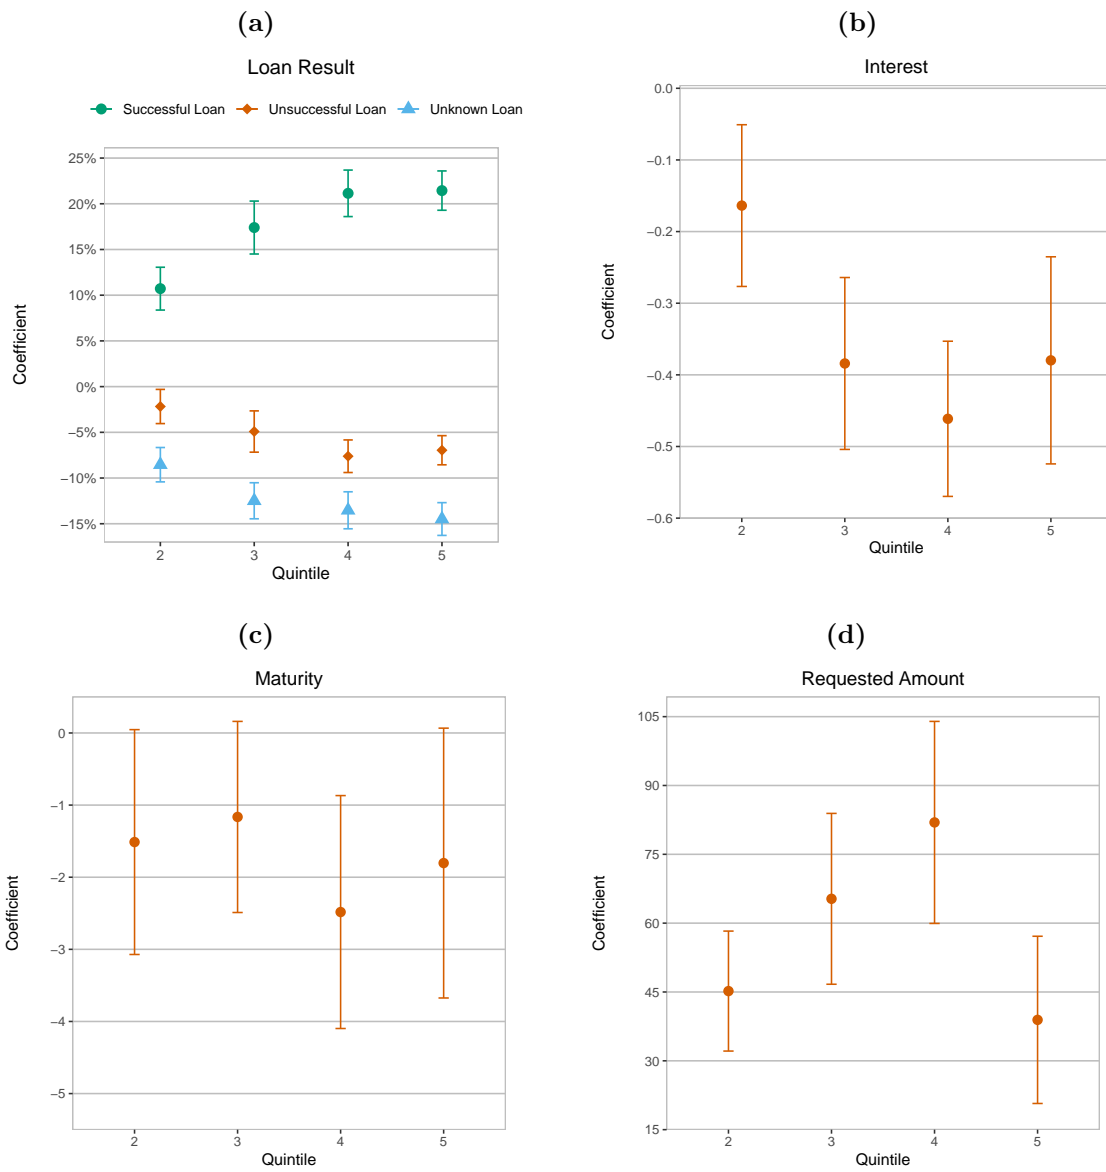 (a)
Loan Result
Successful Loan Unsuccessful Loan Unknown Loan
25%
20%
15%
10%
5%
0%
−5%
−10%
−15%
Coefficient
2 3 4 5
Quintile
(b)
Interest
0.0
−0.1
−0.2
−0.3
−0.4
−0.5
−0.6
Coefficient
2 3 4 5
Quintile
(c)
Maturity
0
−1
−2
−3
−4
−5
Coefficient
2 3 4 5
Quintile
(d)
Requested Amount
105
90
75
60
45
30
15
Coefficient
2 3 4 5
Quintile